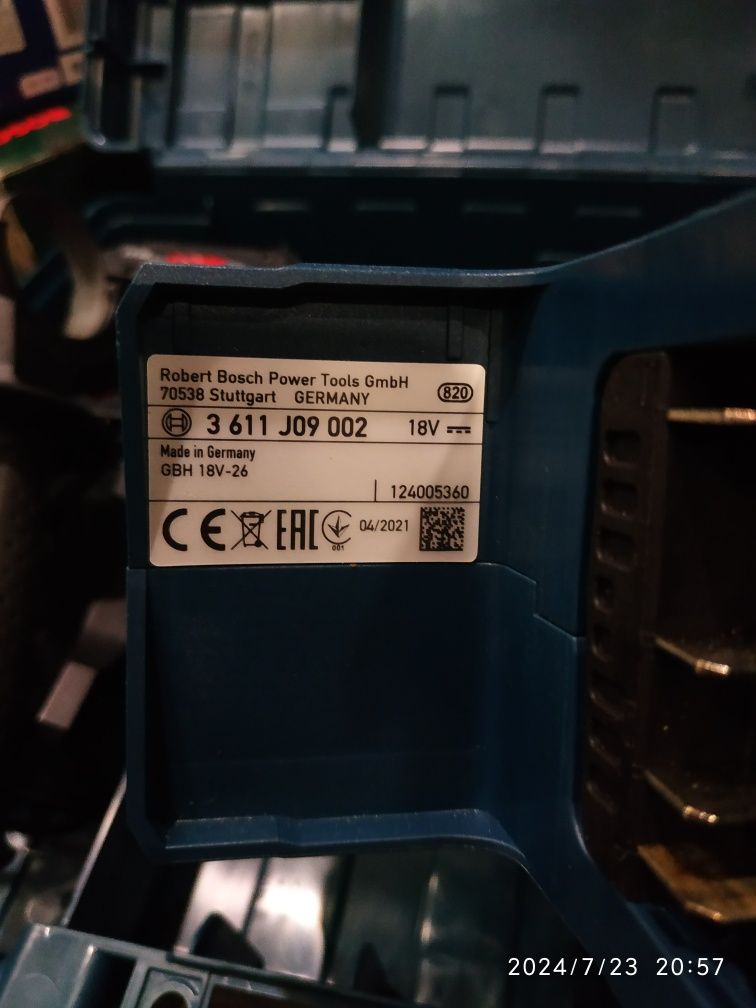 Robert Bosch Power Tools GmbH
70538 Stuttgart GERMANY 820
3 611 J09 002 18V
Made in Germany
GBH 18V-26
124005360
CE EAC 001 04/2021
2024/7/23 20:57